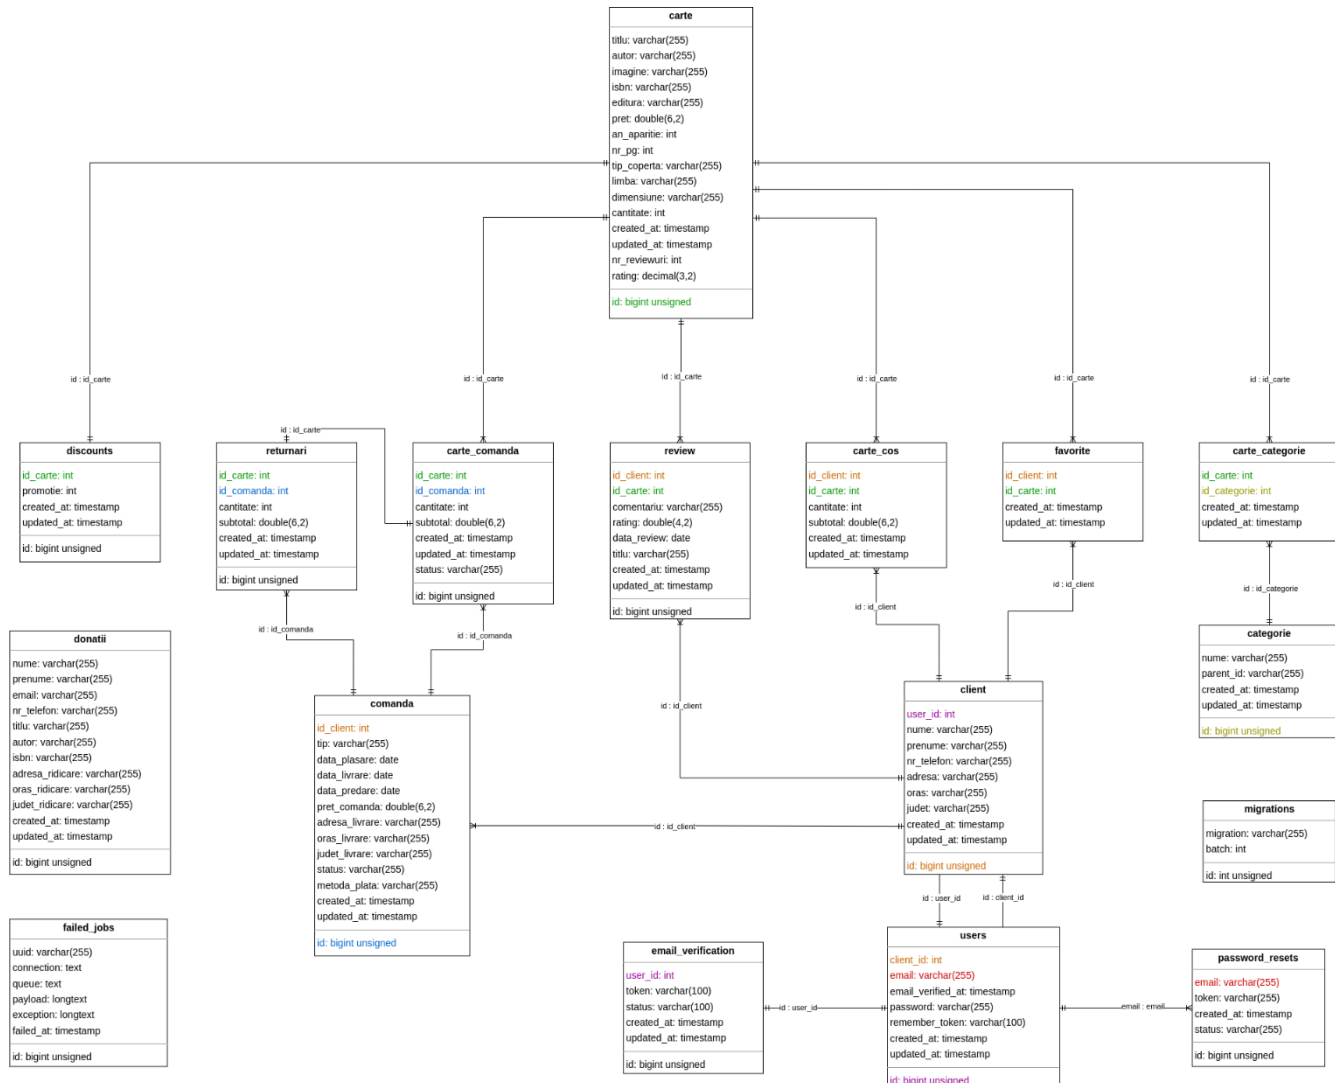 carte
titlu: varchar(255)
autor: varchar(255)
imagine: varchar(255)
isbn: varchar(255)
editura: varchar(255)
pret: double(6,2)
an_aparitie: int
nr_pg: int
tip_coperta: varchar(255)
limba: varchar(255)
dimensiune: varchar(255)
cantitate: int
created_at: timestamp
updated_at: timestamp
nr_reviewuri: int
rating: decimal(3,2)
id: bigint unsigned
id : id_carte
id : id_carte
id : id_carte
id : id_carte
id : id_carte
id : id_carte
id : id_carte
discounts
id_carte: int
promotie: int
created_at: timestamp
updated_at: timestamp
id: bigint unsigned
returnari
id_carte: int
id_comanda: int
cantitate: int
subtotal: double(6,2)
created_at: timestamp
updated_at: timestamp
id: bigint unsigned
carte_comanda
id_carte: int
id_comanda: int
cantitate: int
subtotal: double(6,2)
created_at: timestamp
updated_at: timestamp
status: varchar(255)
id: bigint unsigned
review
id_client: int
id_carte: int
comentariu: varchar(255)
rating: double(4,2)
data_review: date
titlu: varchar(255)
created_at: timestamp
updated_at: timestamp
id: bigint unsigned
carte_cos
id_client: int
id_carte: int
cantitate: int
subtotal: double(6,2)
created_at: timestamp
updated_at: timestamp
favorite
id_client: int
id_carte: int
created_at: timestamp
updated_at: timestamp
carte_categorie
id_carte: int
id_categorie: int
created_at: timestamp
updated_at: timestamp
id : id_comanda
id : id_comanda
id : id_client
id : id_client
id : id_categorie
donatii
nume: varchar(255)
prenume: varchar(255)
email: varchar(255)
nr_telefon: varchar(255)
titlu: varchar(255)
autor: varchar(255)
isbn: varchar(255)
adresa_ridicare: varchar(255)
oras_ridicare: varchar(255)
judet_ridicare: varchar(255)
created_at: timestamp
updated_at: timestamp
id: bigint unsigned
comanda
id_client: int
tip: varchar(255)
data_plasare: date
data_livrare: date
data_predare: date
pret_comanda: double(6,2)
adresa_livrare: varchar(255)
oras_livrare: varchar(255)
judet_livrare: varchar(255)
status: varchar(255)
metoda_plata: varchar(255)
created_at: timestamp
updated_at: timestamp
id: bigint unsigned
id : id_client
id : id_client
client
user_id: int
nume: varchar(255)
prenume: varchar(255)
nr_telefon: varchar(255)
adresa: varchar(255)
oras: varchar(255)
judet: varchar(255)
created_at: timestamp
updated_at: timestamp
id: bigint unsigned
categorie
nume: varchar(255)
parent_id: varchar(255)
created_at: timestamp
updated_at: timestamp
id: bigint unsigned
migrations
migration: varchar(255)
batch: int
id: int unsigned
id : user_id
id : client_id
failed_jobs
uuid: varchar(255)
connection: text
queue: text
payload: longtext
exception: longtext
failed_at: timestamp
id: bigint unsigned
email_verification
user_id: int
token: varchar(100)
status: varchar(100)
created_at: timestamp
updated_at: timestamp
id: bigint unsigned
id : user_id
users
client_id: int
email: varchar(255)
email_verified_at: timestamp
password: varchar(255)
remember_token: varchar(100)
created_at: timestamp
updated_at: timestamp
id: bigint unsigned
email : email
password_resets
email: varchar(255)
token: varchar(255)
created_at: timestamp
status: varchar(255)
id: bigint unsigned